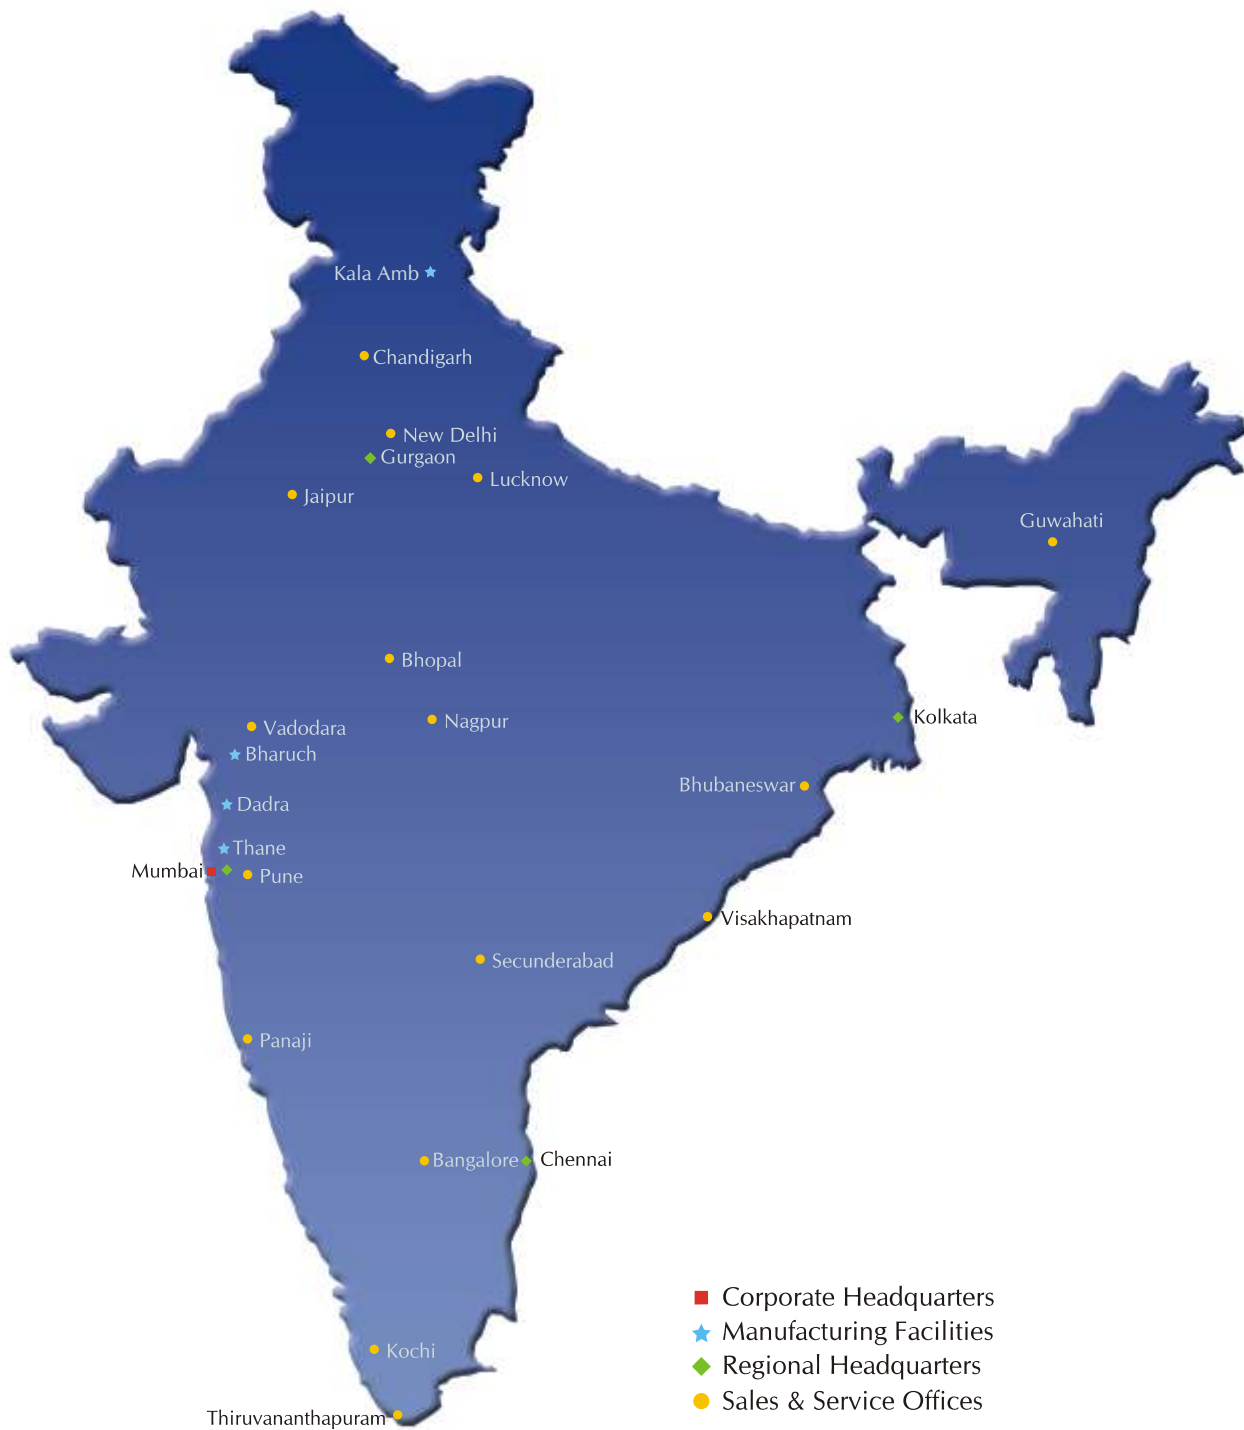 Kala Amb
Chandigarh
New Delhi
Gurgaon
Lucknow
Jaipur
Guwahati
Bhopal
Kolkata
Nagpur
Vadodara
Bharuch
Bhubaneswar
Dadra
Thane
Mumbai
Pune
Visakhapatnam
Secunderabad
Panaji
Bangalore
Chennai
Corporate Headquarters
Manufacturing Facilities
Kochi
Regional Headquarters
Sales & Service Offices
Thiruvananthapuram